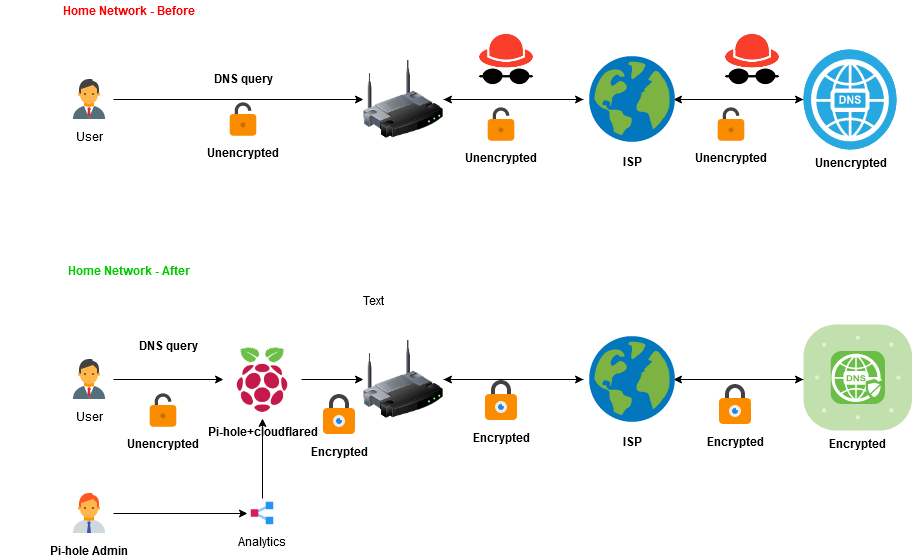 Home Network - Before
DNS query
DNS
User
Unencrypted
Unencrypted
Unencrypted
ISP
Unencrypted
Home Network - After
Text
DNS query
DNS
User
Unencrypted
Pi-hole+cloudflared
Encrypted
Encrypted
ISP
Encrypted
Encrypted
Pi-hole Admin
Analytics